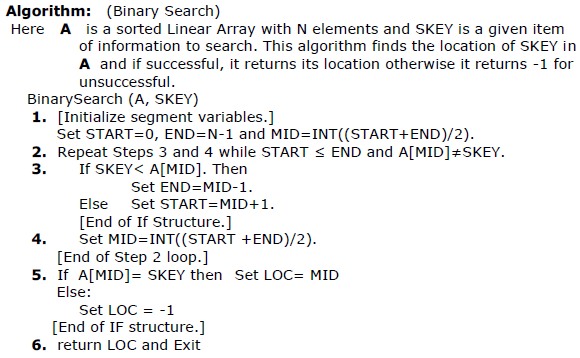 Algorithm: (Binary Search)
Here A is a sorted Linear Array with N elements and SKEY is a given item
of information to search. This algorithm finds the location of SKEY in
A and if successful, it returns its location otherwise it returns -1 for
unsuccessful.
BinarySearch (A, SKEY)
1. [Initialize segment variables.]
Set START=0, END=N-1 and MID=INT((START+END)/2).
2. Repeat Steps 3 and 4 while START ≤ END and A[MID]≠SKEY.
3. If SKEY< A[MID]. Then
Set END=MID-1.
Else Set START=MID+1.
[End of If Structure.]
4. Set MID=INT((START +END)/2).
[End of Step 2 loop.]
5. If A[MID]= SKEY then Set LOC= MID
Else:
Set LOC = -1
[End of IF structure.]
6. return LOC and Exit